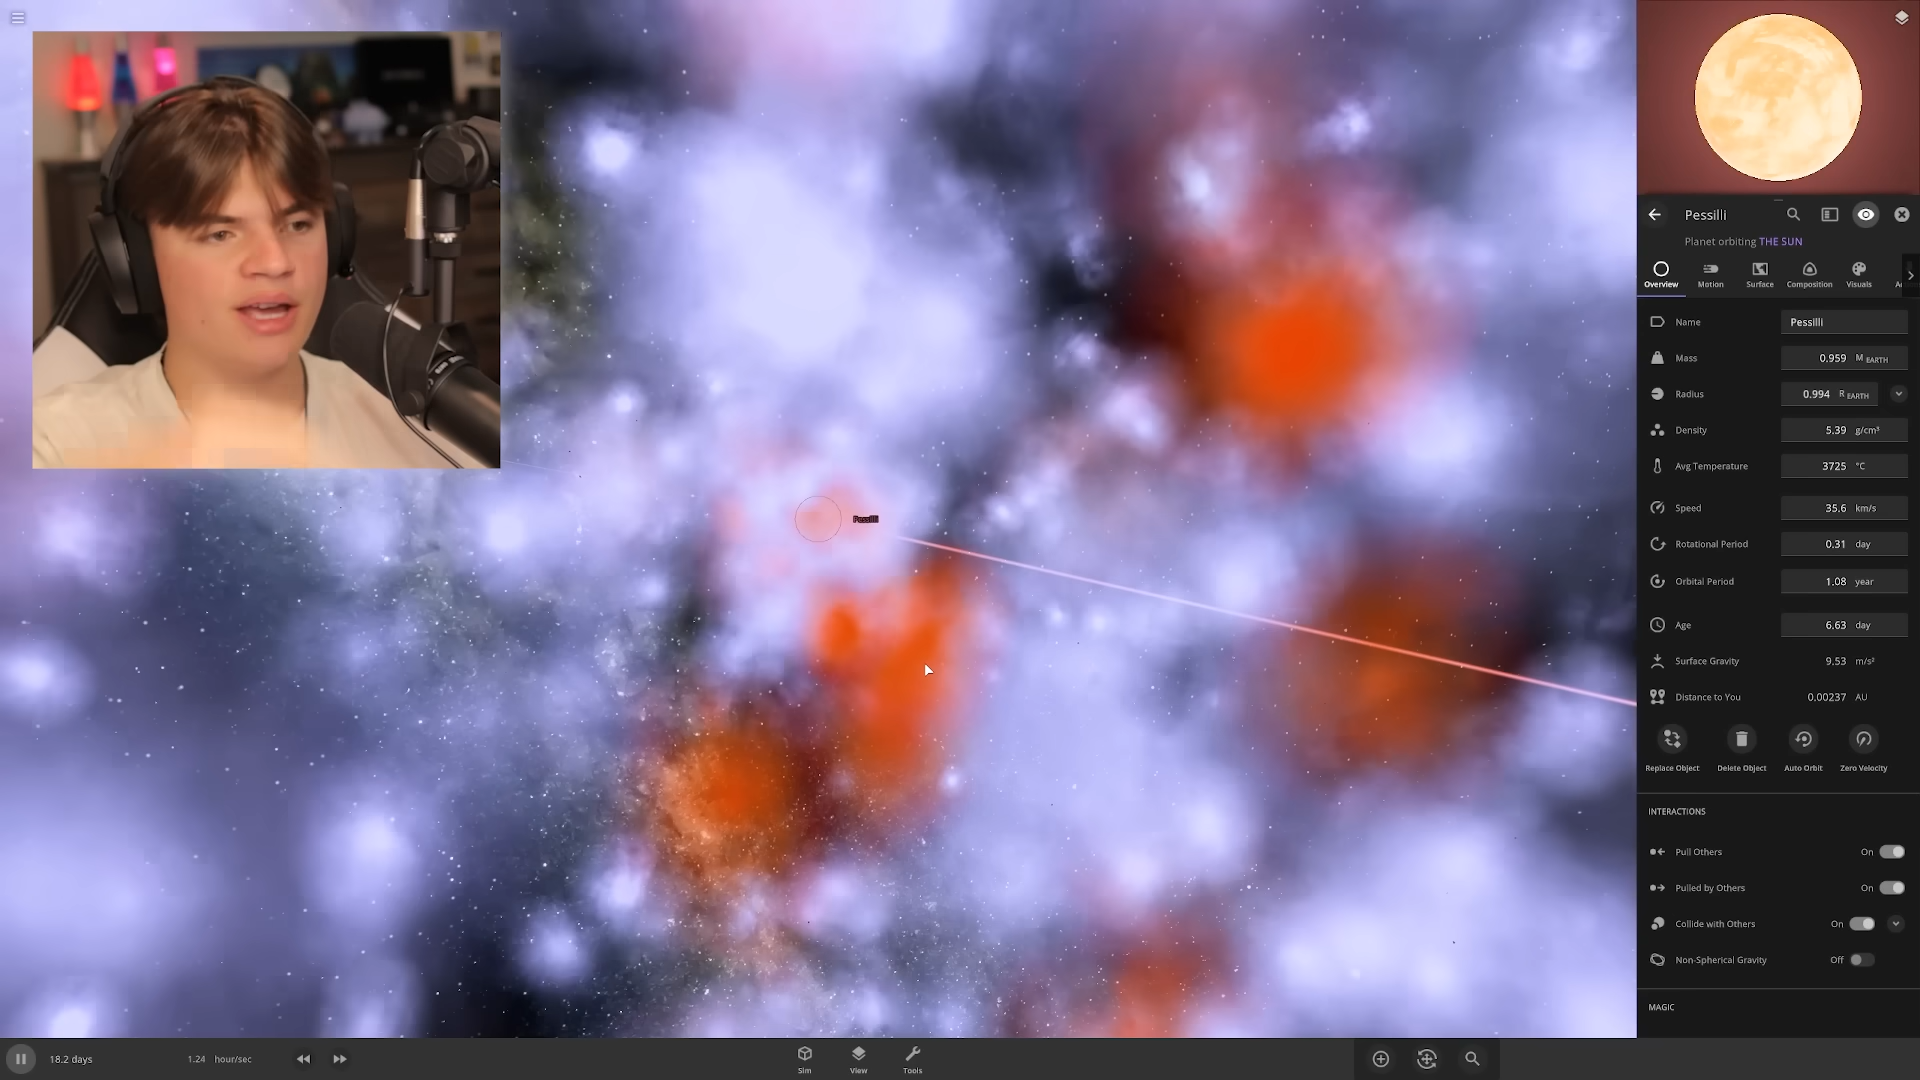 Pessilli
Planet orbiting THE SUN
Overview
Motion
Surface
Composition
Visuals
Name
Pessilli
Mass
0.959 M EARTH
Radius
0.994 R EARTH
Density
5.39 g/cm³
Avg Temperature
3725 °C
Speed
35.6 km/s
Rotational Period
0.31 day
Orbital Period
1.08 year
Age
6.63 day
Surface Gravity
9.53 m/s²
Distance to You
0.00237 AU
Replace Object
Delete Object
Auto Orbit
Zero Velocity
INTERACTIONS
Pull Others
On
Pulled by Others
On
Collide with Others
On
Non-Spherical Gravity
Off
MAGIC
Pessilli
18.2 days
1.24 hour/sec
Sim
View
Tools